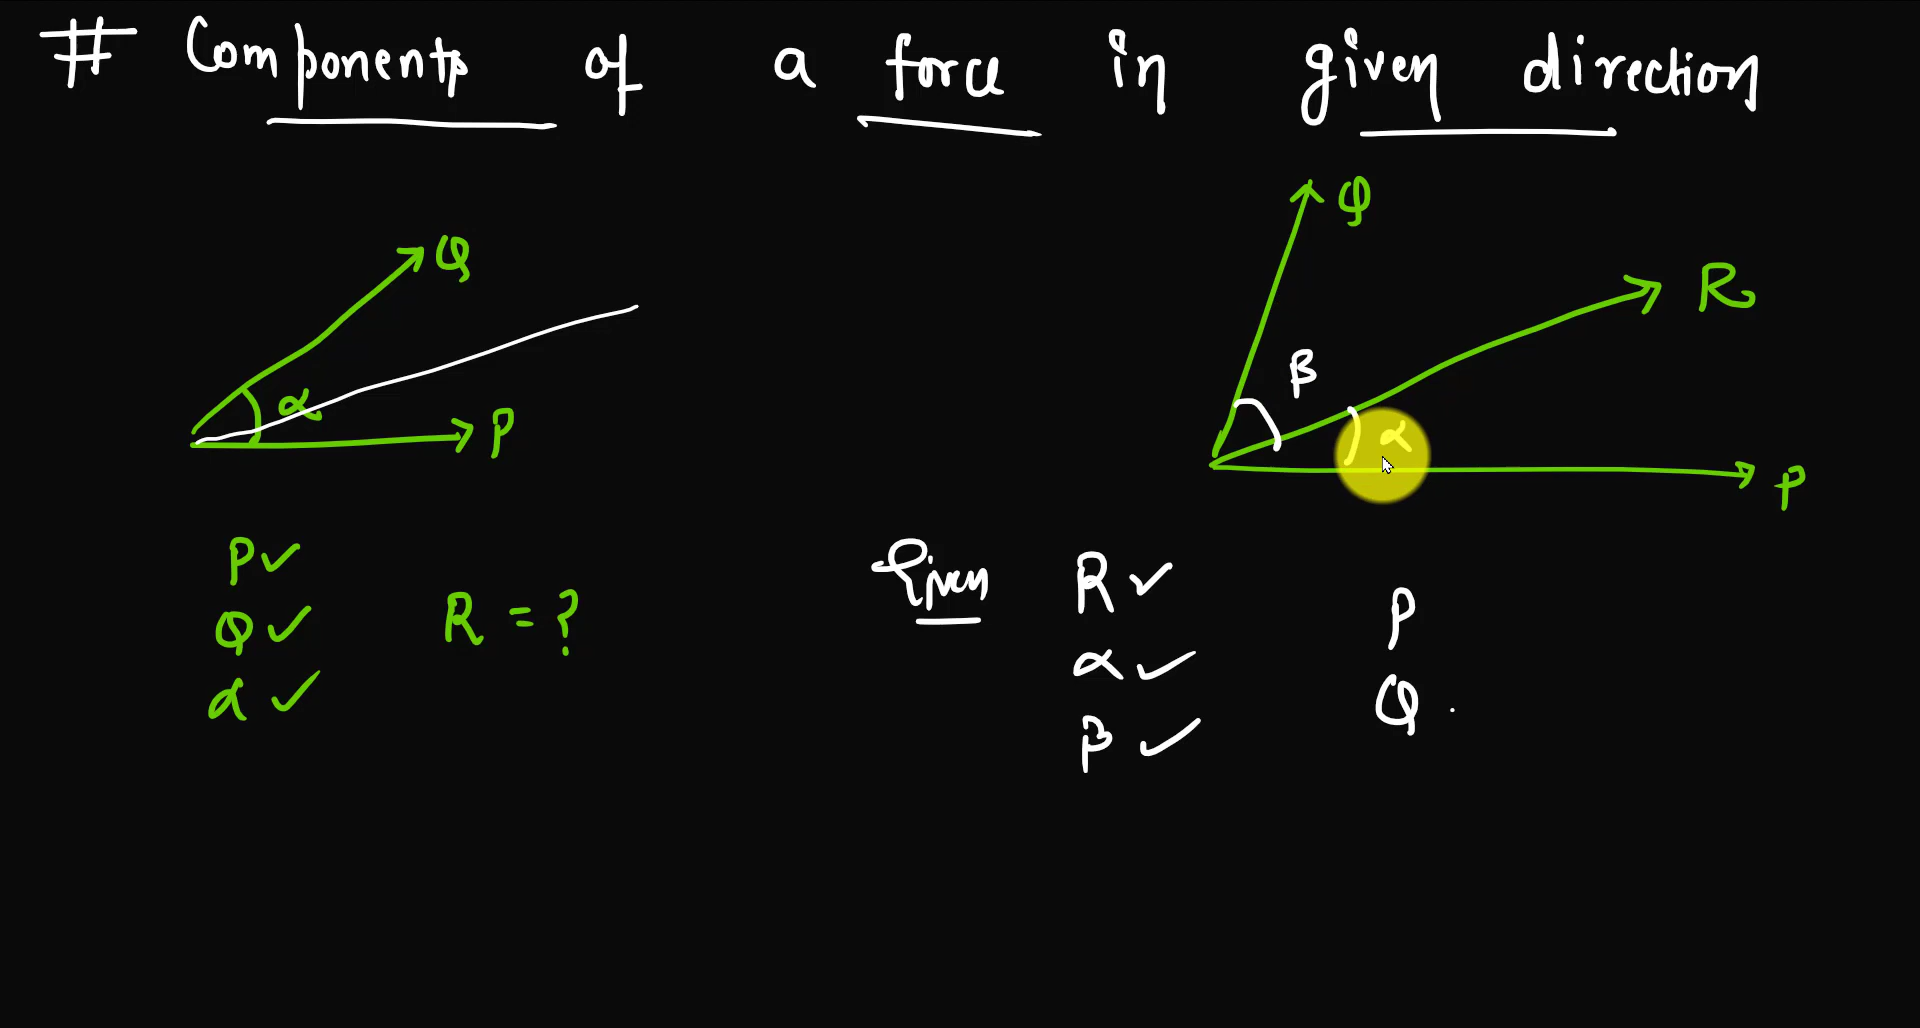 # Components of a force in given direction
Q
α
P
P ✓
Q ✓
α ✓
R = ?
Q
R
β
α
P
Given R ✓
α ✓
β ✓
P
Q .